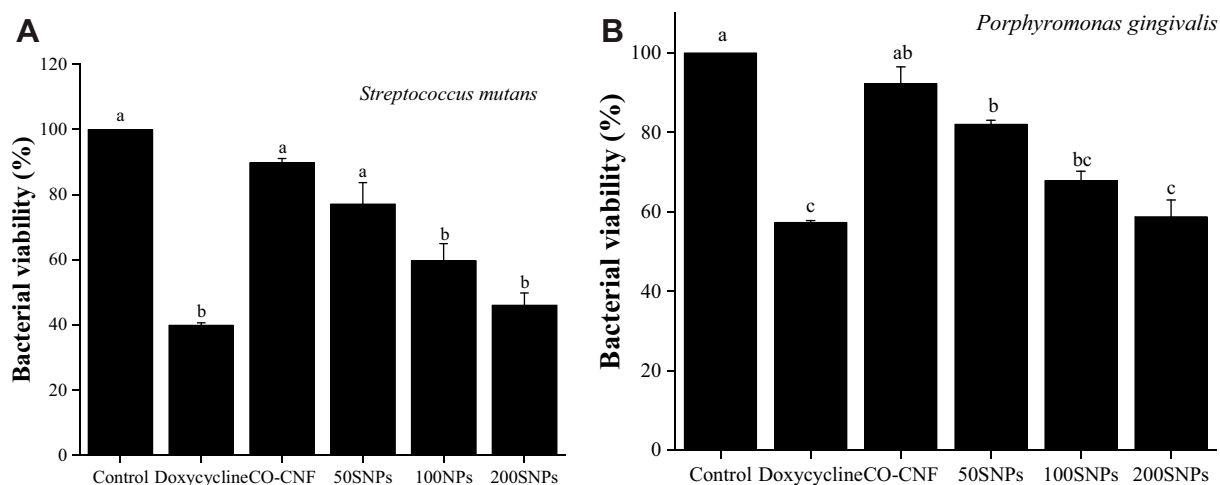 A
Bacterial viability (%)
120
100
80
60
40
20
0
Streptococcus mutans
a
b
a
a
b
b
Control
Doxycycline
CO-CNF
50SNPs
100NPs
200SNPs
B
Bacterial viability (%)
100
80
60
40
20
0
Porphyromonas gingivalis
a
c
ab
b
bc
c
Control
Doxycycline
CO-CNF
50SNPs
100SNPs
200SNPs